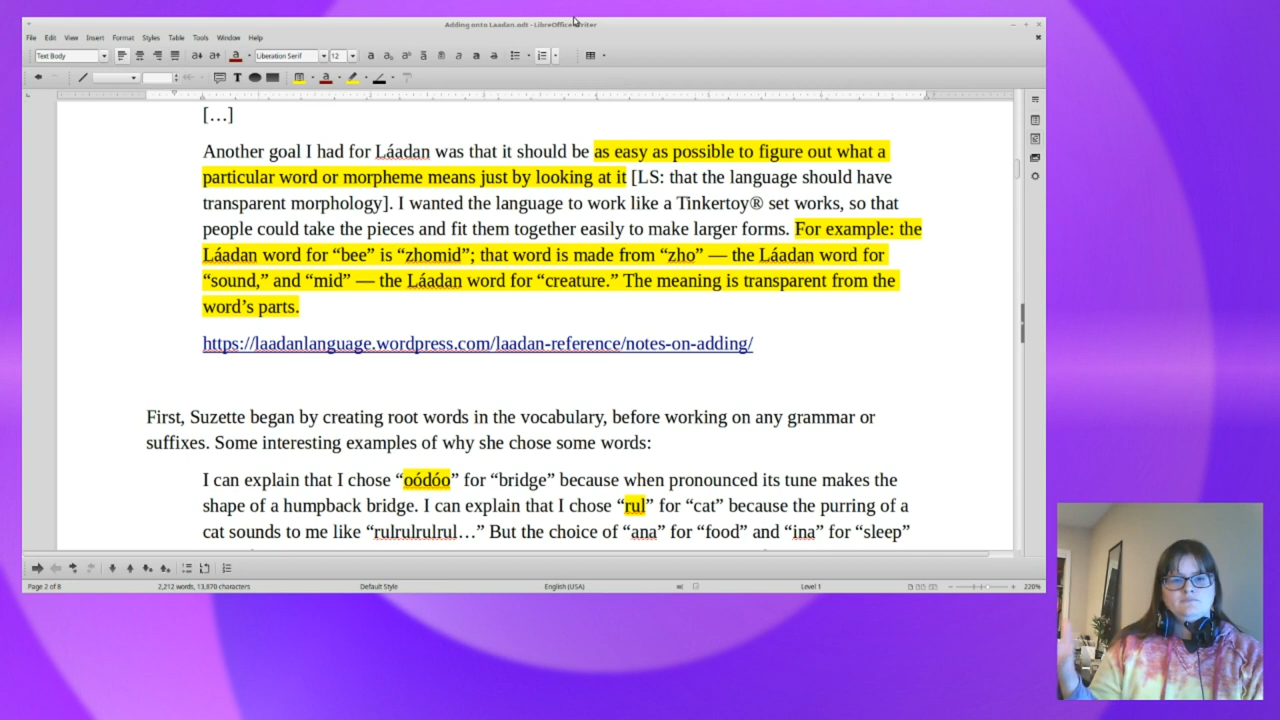 Adding onto Laadan.odt - LibreOffice Writer
File Edit View Insert Format Styles Table Tools Window Help
Text Body Liberation Serif 12
[…]
Another goal I had for Láadan was that it should be as easy as possible to figure out what a
particular word or morpheme means just by looking at it [LS: that the language should have
transparent morphology]. I wanted the language to work like a Tinkertoy® set works, so that
people could take the pieces and fit them together easily to make larger forms. For example: the
Láadan word for “bee” is “zhomid”; that word is made from “zho” — the Láadan word for
“sound,” and “mid” — the Láadan word for “creature.” The meaning is transparent from the
word’s parts.
https://laadanlanguage.wordpress.com/laadan-reference/notes-on-adding/
First, Suzette began by creating root words in the vocabulary, before working on any grammar or
suffixes. Some interesting examples of why she chose some words:
I can explain that I chose “oódóo” for “bridge” because when pronounced its tune makes the
shape of a humpback bridge. I can explain that I chose “rul” for “cat” because the purring of a
cat sounds to me like “rulrulrulrul…” But the choice of “ana” for “food” and “ina” for “sleep”
Page 2 of 8 2,212 words, 13,870 characters Default Style English (USA) Level 1 220%